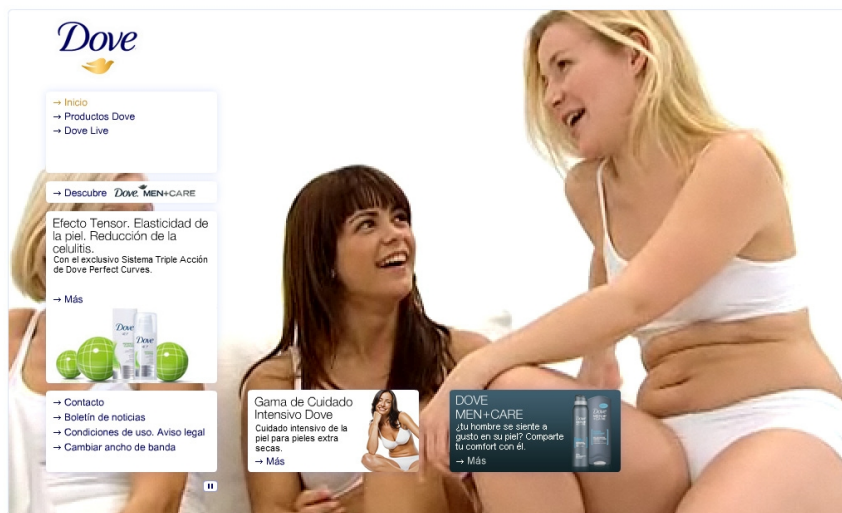 Dove
→ Inicio
→ Productos Dove
→ Dove Live
→ Descubre Dove MEN+CARE
Efecto Tensor. Elasticidad de
la piel. Reducción de la
celulitis.
Con el exclusivo Sistema Triple Acción
de Dove Perfect Curves.
→ Más
Dove
Dove
→ Contacto
→ Boletín de noticias
→ Condiciones de uso. Aviso legal
→ Cambiar ancho de banda
Gama de Cuidado
Intensivo Dove
Cuidado intensivo de la
piel para pieles extra
secas.
→ Más
DOVE
MEN+CARE
¿tu hombre se siente a
gusto en su piel? Comparte
tu comfort con él.
→ Más